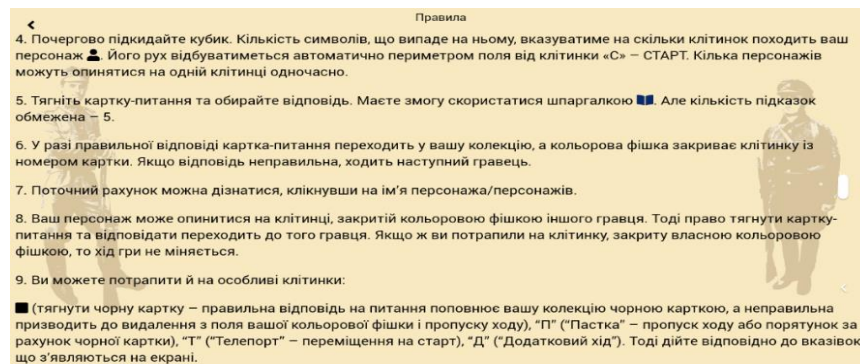 Правила
4. Почергово підкидайте кубик. Кількість символів, що випаде на ньому, вказуватиме на скільки клітинок походить ваш
персонаж. Його рух відбуватиметься автоматично периметром поля від клітинки «С» – СТАРТ. Кілька персонажів
можуть опинятися на одній клітинці одночасно.
5. Тягніть картку-питання та обирайте відповідь. Маєте змогу скористатися шпаргалкою. Але кількість підказок
обмежена – 5.
6. У разі правильної відповіді картка-питання переходить у вашу колекцію, а кольорова фішка закриває клітинку із
номером картки. Якщо відповідь неправильна, ходить наступний гравець.
7. Поточний рахунок можна дізнатися, клікнувши на ім’я персонажа/персонажів.
8. Ваш персонаж може опинитися на клітинці, закритій кольоровою фішкою іншого гравця. Тоді право тягнути картку-
питання та відповідати переходить до того гравця. Якщо ж ви потрапили на клітинку, закриту власною кольоровою
фішкою, то хід гри не міняється.
9. Ви можете потрапити й на особливі клітинки:
(тягнути чорну картку – правильна відповідь на питання поповнює вашу колекцію чорною карткою, а неправильна
призводить до видалення з поля вашої кольорової фішки і пропуску ходу), “П” (“Пастка” – пропуск ходу або порятунок за
рахунок чорної картки), “Т” (“Телепорт” – переміщення на старт), “Д” (“Додатковий хід”). Тоді дійте відповідно до вказівок
що з’являються на екрані.